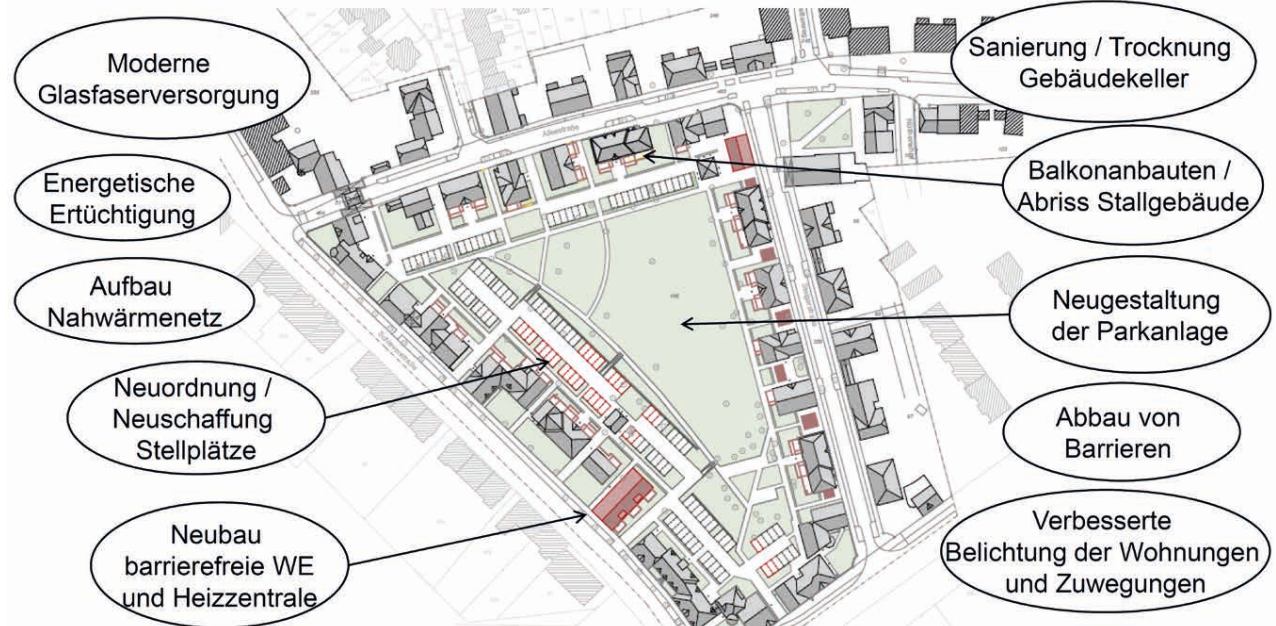 Moderne
Glasfaserversorgung
Energetische
Ertüchtigung
Aufbau
Nahwärmenetz
Neuordnung /
Neuschaffung
Stellplätze
Neubau
barrierefreie WE
und Heizzentrale
Sanierung / Trocknung
Gebäudekeller
Balkonanbauten /
Abriss Stallgebäude
Neugestaltung
der Parkanlage
Abbau von
Barrieren
Verbesserte
Belichtung der Wohnungen
und Zuwegungen